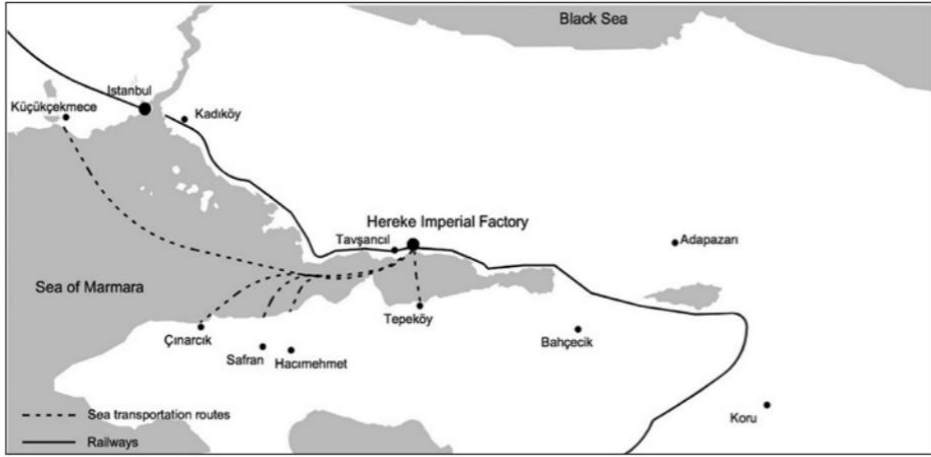 Black Sea
Istanbul
Küçükçekmece
Kadıköy
Hereke Imperial Factory
Tavşancıl
Adapazarı
Sea of Marmara
Tepeköy
Çınarcık
Bahçecik
Safran
Hacımehmet
Sea transportation routes
Koru
Railways